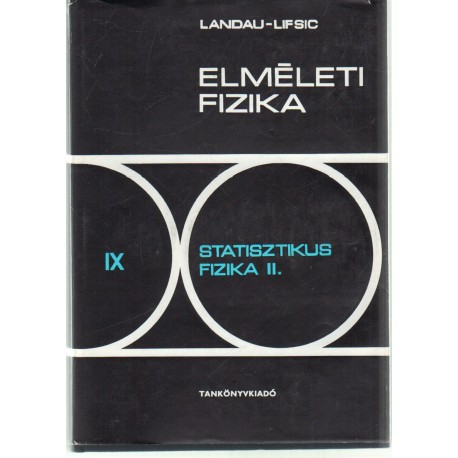 LANDAU-LIFSIC
ELMÉLETI
FIZIKA
IX
STATISZTIKUS
FIZIKA II.
TANKÖNYVKIADÓ